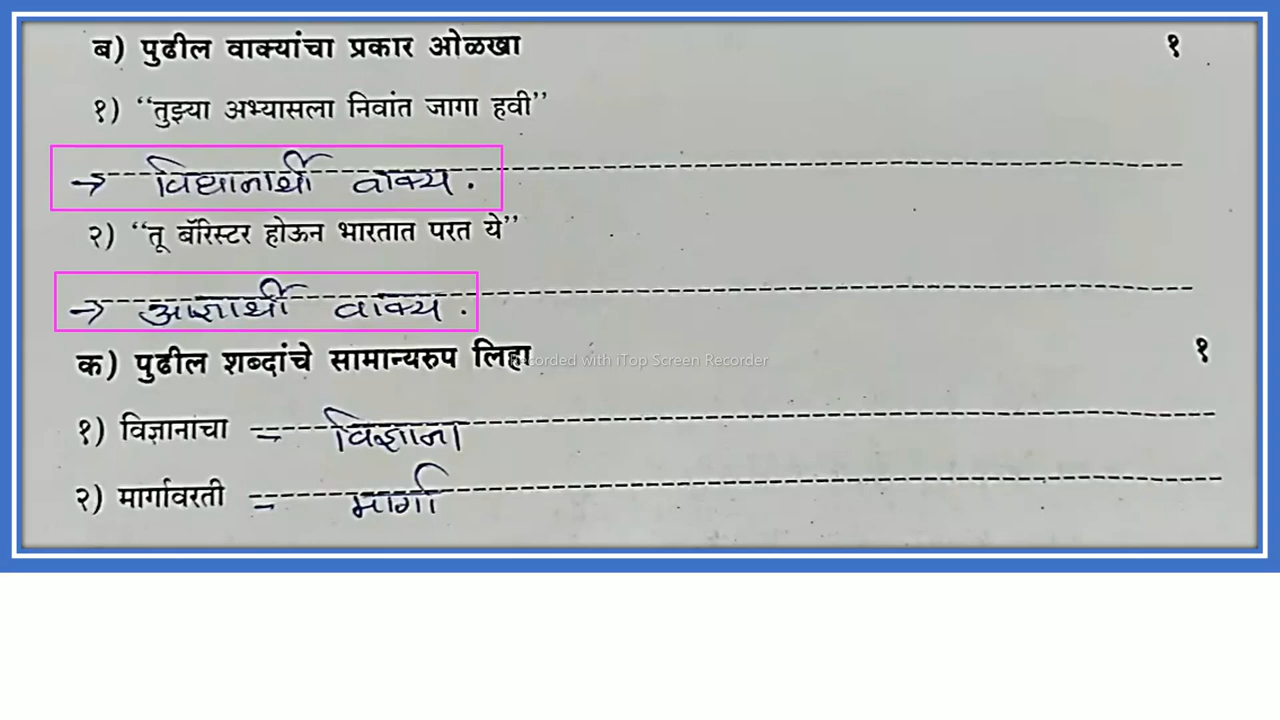 ब) पुढील वाक्यांचा प्रकार ओळखा १
१) “तुझ्या अभ्यासला निवांत जागा हवी”
→ विधानार्थी वाक्य .
२) “तू बॅरिस्टर होऊन भारतात परत ये”
→ आज्ञार्थी वाक्य .
क) पुढील शब्दांचे सामान्यरुप लिहा १
Recorded with iTop Screen Recorder
१) विज्ञानाचा = विज्ञाना
२) मार्गावरती = मार्गा